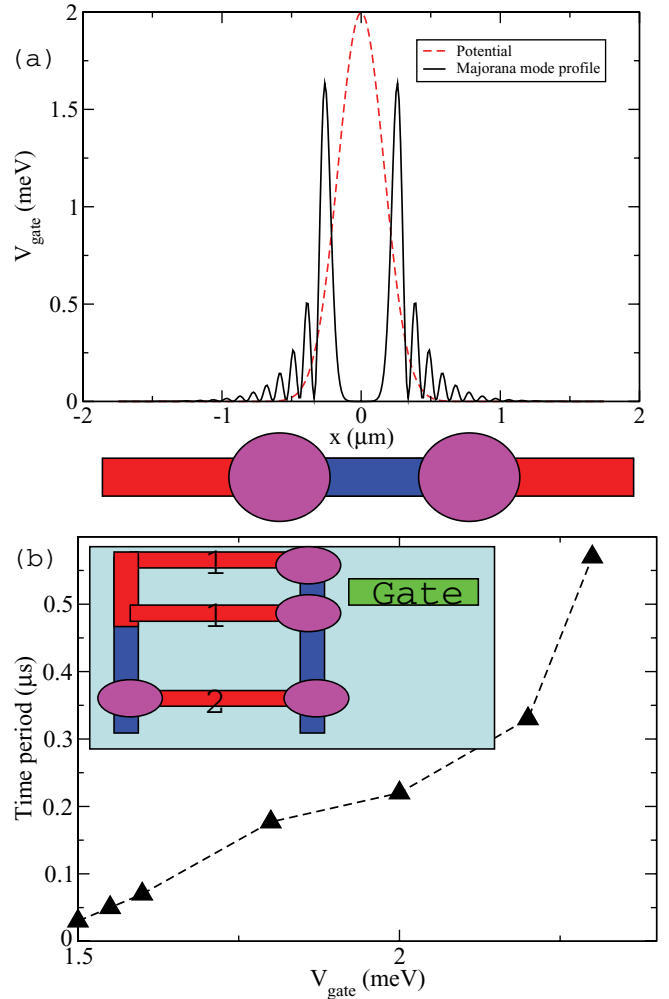 (a)
2
1.5
1
0.5
0
V_gate (meV)
Potential
Majorana mode profile
-2
-1
0
1
2
x (μm)
(b)
0.5
0.4
0.3
0.2
0.1
0
Time period (μs)
1
1
2
Gate
1.5
2
V_gate (meV)